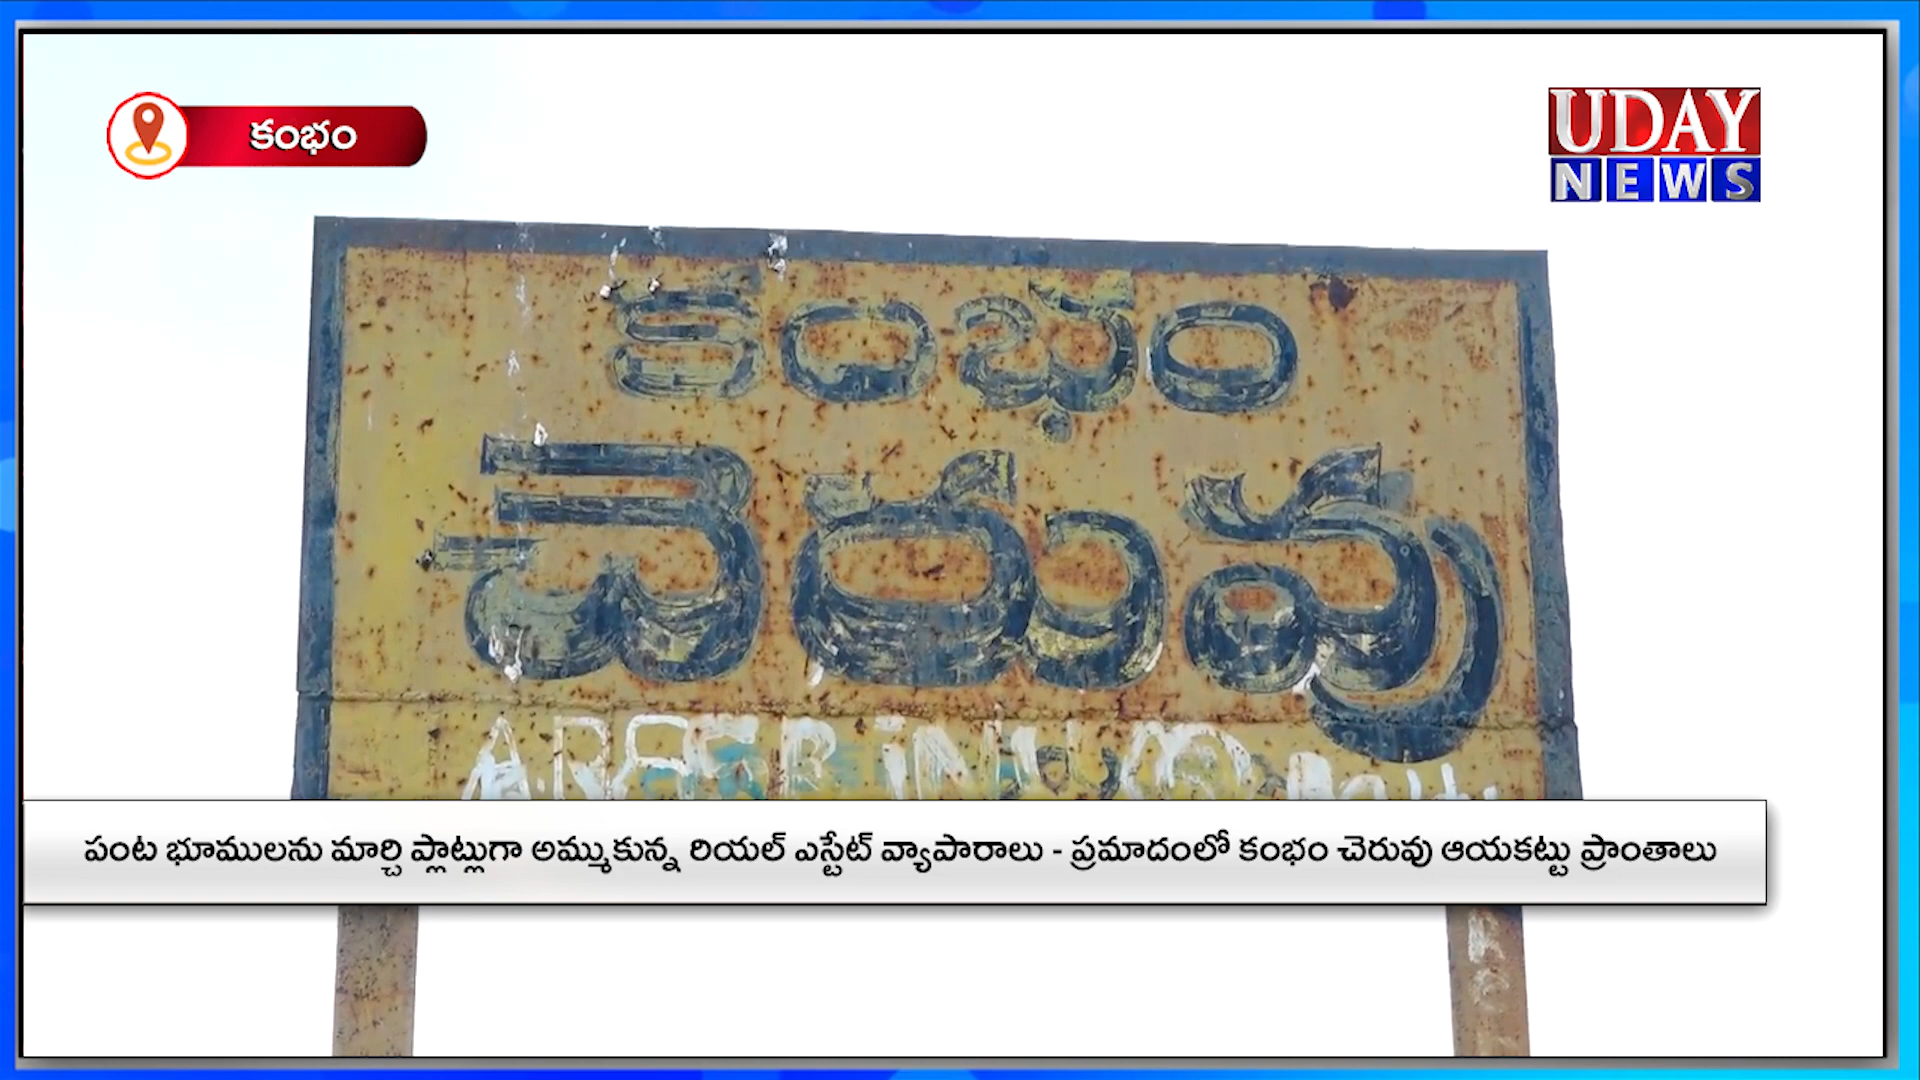 కంభం
UDAY
NEWS
కంభం
చెరువు
పంట భూములను మార్చి ప్లాట్లుగా అమ్ముకున్న రియల్ ఎస్టేట్ వ్యాపారాలు - ప్రమాదంలో కంభం చెరువు ఆయకట్టు ప్రాంతాలు